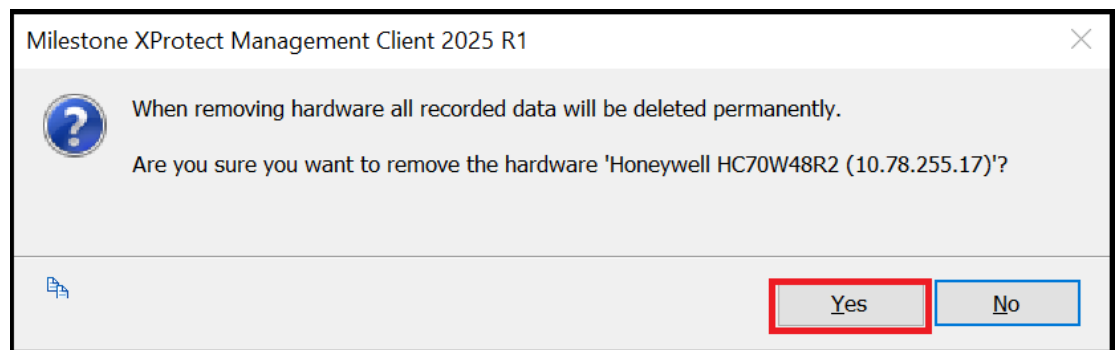 Milestone XProtect Management Client 2025 R1
When removing hardware all recorded data will be deleted permanently.
Are you sure you want to remove the hardware 'Honeywell HC70W48R2 (10.78.255.17)'?
Yes
No